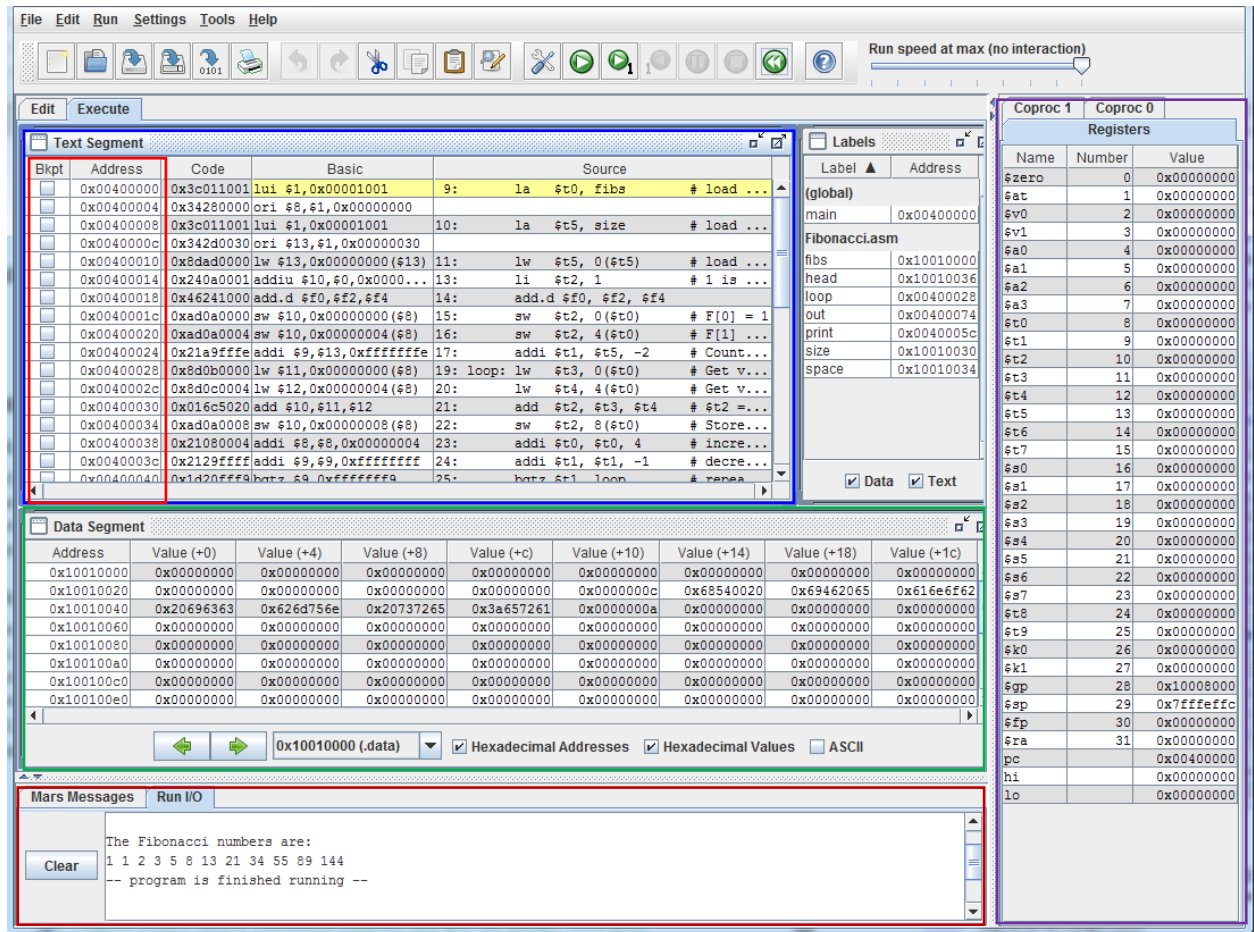 File Edit Run Settings Tools Help
Run speed at max (no interaction)
Edit Execute
Text Segment
Bkpt Address Code Basic Source
0x00400000 0x3c011001 lui $1,0x00001001 9: la $t0, fibs # load ...
0x00400004 0x34280000 ori $8,$1,0x00000000
0x00400008 0x3c011001 lui $1,0x00001001 10: la $t5, size # load ...
0x0040000c 0x342d0030 ori $13,$1,0x00000030
0x00400010 0x8dad0000 lw $13,0x00000000($13) 11: lw $t5, 0($t5) # load ...
0x00400014 0x240a0001 addiu $10,$0,0x0000... 13: li $t2, 1 # 1 is ...
0x00400018 0x46241000 add.d $f0,$f2,$f4 14: add.d $f0, $f2, $f4
0x0040001c 0xad0a0000 sw $10,0x00000000($8) 15: sw $t2, 0($t0) # F[0] = 1
0x00400020 0xad0a0004 sw $10,0x00000004($8) 16: sw $t2, 4($t0) # F[1] ...
0x00400024 0x21a9fffe addi $9,$13,0xfffffffe 17: addi $t1, $t5, -2 # Count...
0x00400028 0x8d0b0000 lw $11,0x00000000($8) 19: loop: lw $t3, 0($t0) # Get v...
0x0040002c 0x8d0c0004 lw $12,0x00000004($8) 20: lw $t4, 4($t0) # Get v...
0x00400030 0x016c5020 add $10,$11,$12 21: add $t2, $t3, $t4 # $t2 =...
0x00400034 0xad0a0008 sw $10,0x00000008($8) 22: sw $t2, 8($t0) # Store...
0x00400038 0x21080004 addi $8,$8,0x00000004 23: addi $t0, $t0, 4 # incre...
0x0040003c 0x2129ffff addi $9,$9,0xffffffff 24: addi $t1, $t1, -1 # decre...
0x00400040 0x1d20fff9 bgtz $9,0xfffffff9 25: bgtz $t1, loop # repea...
Labels
Label ▲ Address
(global)
main 0x00400000
Fibonacci.asm
fibs 0x10010000
head 0x10010036
loop 0x00400028
out 0x00400074
print 0x0040005c
size 0x10010030
space 0x10010034
Data Text
Data Segment
Address Value (+0) Value (+4) Value (+8) Value (+c) Value (+10) Value (+14) Value (+18) Value (+1c)
0x10010000 0x00000000 0x00000000 0x00000000 0x00000000 0x00000000 0x00000000 0x00000000 0x00000000
0x10010020 0x00000000 0x00000000 0x00000000 0x00000000 0x0000000c 0x68540020 0x69462065 0x616e6f62
0x10010040 0x20696363 0x626d756e 0x20737265 0x3a657261 0x0000000a 0x00000000 0x00000000 0x00000000
0x10010060 0x00000000 0x00000000 0x00000000 0x00000000 0x00000000 0x00000000 0x00000000 0x00000000
0x10010080 0x00000000 0x00000000 0x00000000 0x00000000 0x00000000 0x00000000 0x00000000 0x00000000
0x100100a0 0x00000000 0x00000000 0x00000000 0x00000000 0x00000000 0x00000000 0x00000000 0x00000000
0x100100c0 0x00000000 0x00000000 0x00000000 0x00000000 0x00000000 0x00000000 0x00000000 0x00000000
0x100100e0 0x00000000 0x00000000 0x00000000 0x00000000 0x00000000 0x00000000 0x00000000 0x00000000
0x10010000 (.data) Hexadecimal Addresses Hexadecimal Values ASCII
Mars Messages Run I/O
Clear
The Fibonacci numbers are:
1 1 2 3 5 8 13 21 34 55 89 144
-- program is finished running --
Coproc 1 Coproc 0
Registers
Name Number Value
$zero 0 0x00000000
$at 1 0x00000000
$v0 2 0x00000000
$v1 3 0x00000000
$a0 4 0x00000000
$a1 5 0x00000000
$a2 6 0x00000000
$a3 7 0x00000000
$t0 8 0x00000000
$t1 9 0x00000000
$t2 10 0x00000000
$t3 11 0x00000000
$t4 12 0x00000000
$t5 13 0x00000000
$t6 14 0x00000000
$t7 15 0x00000000
$s0 16 0x00000000
$s1 17 0x00000000
$s2 18 0x00000000
$s3 19 0x00000000
$s4 20 0x00000000
$s5 21 0x00000000
$s6 22 0x00000000
$s7 23 0x00000000
$t8 24 0x00000000
$t9 25 0x00000000
$k0 26 0x00000000
$k1 27 0x00000000
$gp 28 0x10008000
$sp 29 0x7fffeffc
$fp 30 0x00000000
$ra 31 0x00000000
pc 0x00400000
hi 0x00000000
lo 0x00000000